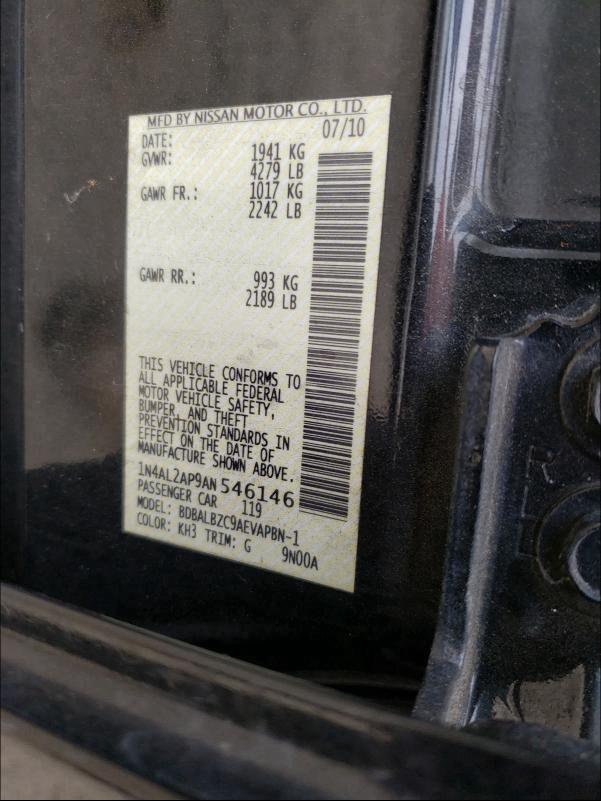 MFD BY NISSAN MOTOR CO., LTD.
DATE: 07/10
GVWR: 1941 KG
4279 LB
GAWR FR.: 1017 KG
2242 LB
GAWR RR.: 993 KG
2189 LB
THIS VEHICLE CONFORMS TO
ALL APPLICABLE FEDERAL
MOTOR VEHICLE SAFETY,
BUMPER, AND THEFT
PREVENTION STANDARDS IN
EFFECT ON THE DATE OF
MANUFACTURE SHOWN ABOVE.
1N4AL2AP9AN546146
PASSENGER CAR 119
MODEL: BDBALBZC9AEVAPBN-1
COLOR: KH3 TRIM: G 9N00A